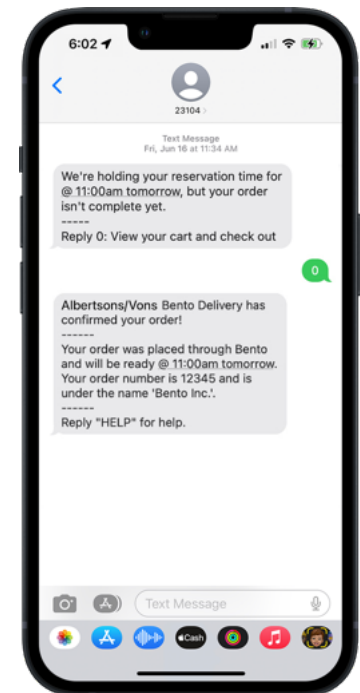 6:02
23104 >
Text Message
Fri, Jun 16 at 11:34 AM
We're holding your reservation time for
@ 11:00am tomorrow, but your order
isn't complete yet.
-----
Reply 0: View your cart and check out
0
Albertsons/Vons Bento Delivery has
confirmed your order!
------
Your order was placed through Bento
and will be ready @ 11:00am tomorrow.
Your order number is 12345 and is
under the name 'Bento Inc.'.
------
Reply "HELP" for help.
Text Message
Cash